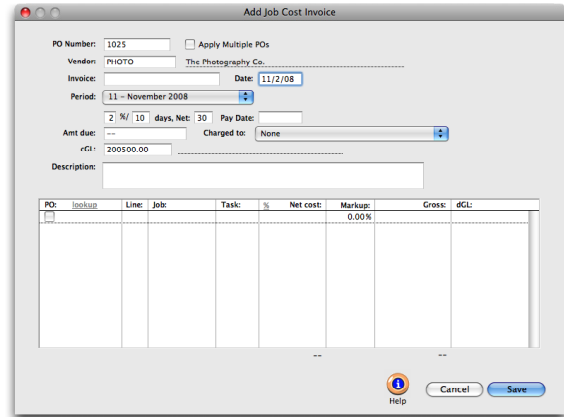 Add Job Cost Invoice
PO Number: 1025 Apply Multiple POs
Vendor: PHOTO The Photography Co.
Invoice: Date: 11/2/08
Period: 11 - November 2008
2 %/ 10 days, Net: 30 Pay Date:
Amt due: -- Charged to: None
cGL: 200500.00
Description:
PO: lookup Line: Job: Task: % Net cost: Markup: Gross: dGL:
0.00%
-- --
Help Cancel Save